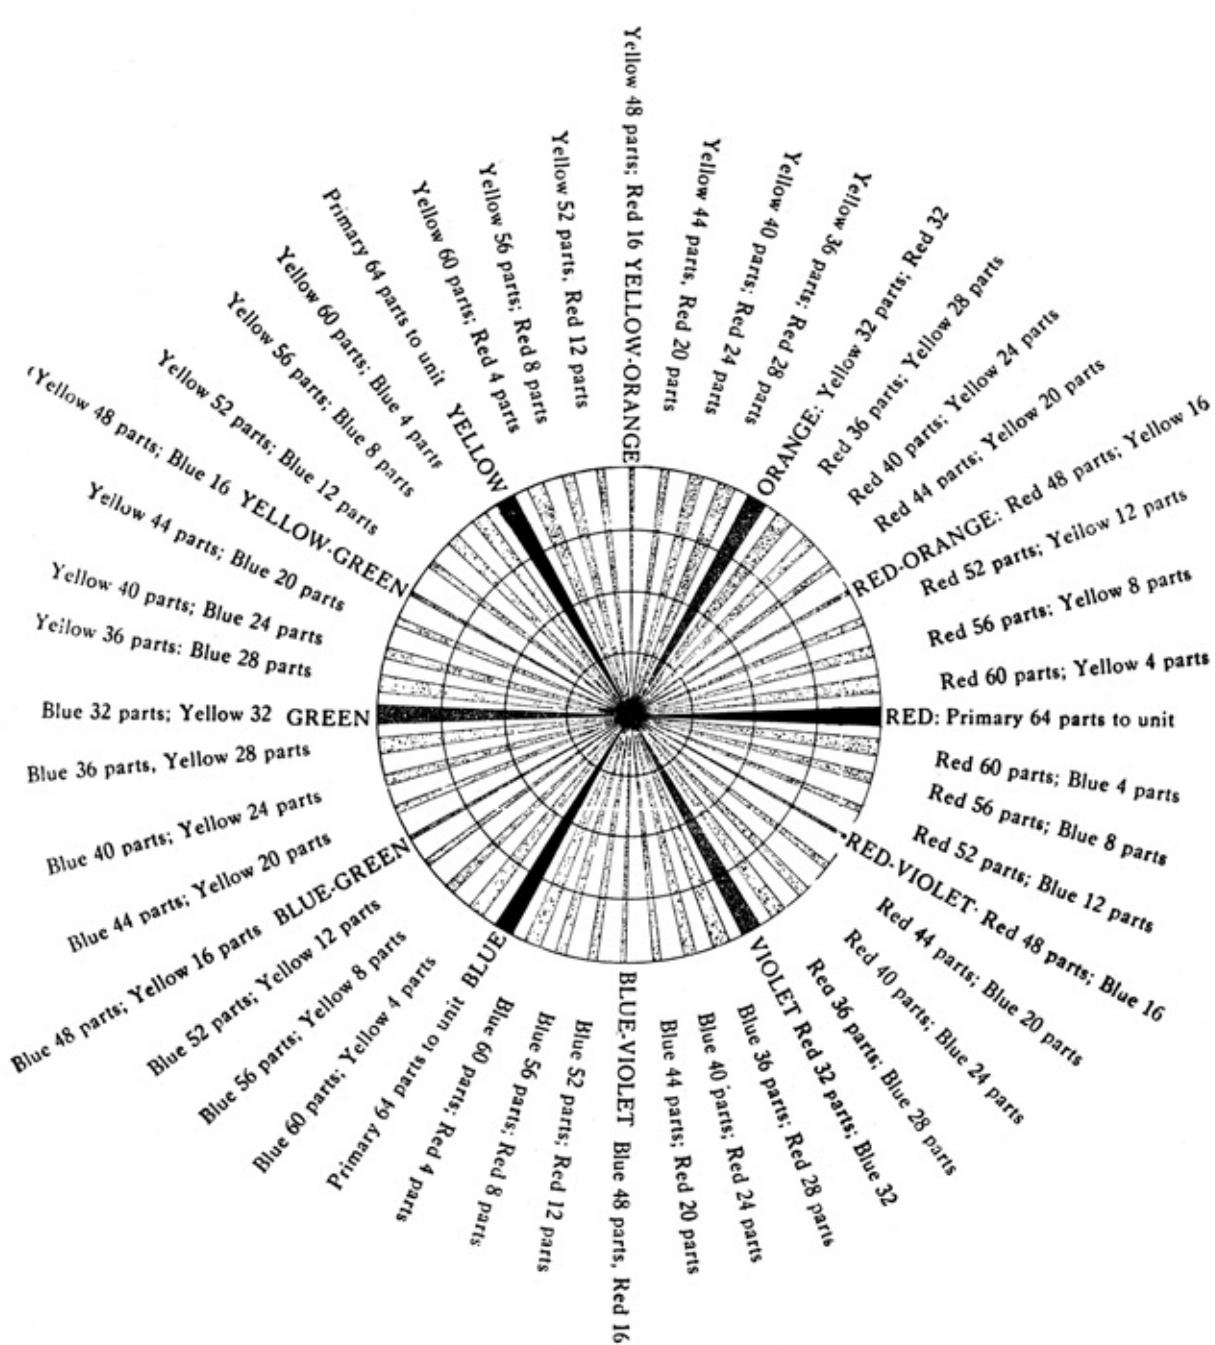 Yellow 48 parts; Red 16 YELLOW-ORANGE
Yellow 44 parts, Red 20 parts
Yellow 40 parts; Red 24 parts
Yellow 36 parts; Red 28 parts
ORANGE: Yellow 32 parts; Red 32
Red 36 parts; Yellow 28 parts
Red 40 parts; Yellow 24 parts
Red 44 parts; Yellow 20 parts
RED-ORANGE: Red 48 parts; Yellow 16
Red 52 parts; Yellow 12 parts
Red 56 parts; Yellow 8 parts
Red 60 parts; Yellow 4 parts
RED: Primary 64 parts to unit
Red 60 parts; Blue 4 parts
Red 56 parts; Blue 8 parts
Red 52 parts; Blue 12 parts
RED-VIOLET· Red 48 parts; Blue 16
Red 44 parts; Blue 20 parts
Red 40 parts; Blue 24 parts
Red 36 parts; Blue 28 parts
VIOLET Red 32 parts; Blue 32
Blue 36 parts; Red 28 parts
Blue 40 parts; Red 24 parts
Blue 44 parts; Red 20 parts
BLUE-VIOLET Blue 48 parts, Red 16
Blue 52 parts; Red 12 parts
Blue 56 parts; Red 8 parts
Blue 60 parts; Red 4 parts
Primary 64 parts to unit BLUE
Blue 60 parts; Yellow 4 parts
Blue 56 parts; Yellow 8 parts
Blue 52 parts; Yellow 12 parts
Blue 48 parts; Yellow 16 parts BLUE-GREEN
Blue 44 parts; Yellow 20 parts
Blue 40 parts; Yellow 24 parts
Blue 36 parts, Yellow 28 parts
Blue 32 parts; Yellow 32 GREEN
Yellow 36 parts: Blue 28 parts
Yellow 40 parts; Blue 24 parts
Yellow 44 parts; Blue 20 parts
(Yellow 48 parts; Blue 16 YELLOW-GREEN
Yellow 52 parts; Blue 12 parts
Yellow 56 parts; Blue 8 parts
Yellow 60 parts; Blue 4 parts
Primary 64 parts to unit YELLOW
Yellow 60 parts; Red 4 parts
Yellow 56 parts; Red 8 parts
Yellow 52 parts, Red 12 parts